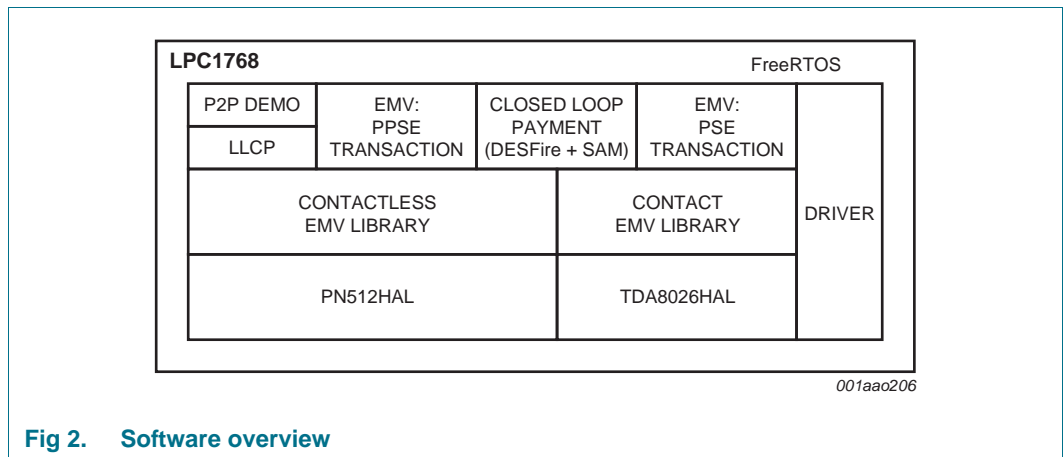 LPC1768
FreeRTOS
P2P DEMO
LLCP
EMV:
PPSE
TRANSACTION
CLOSED LOOP
PAYMENT
(DESFire + SAM)
EMV:
PSE
TRANSACTION
DRIVER
CONTACTLESS
EMV LIBRARY
CONTACT
EMV LIBRARY
PN512HAL
TDA8026HAL
001aao206
Fig 2. Software overview